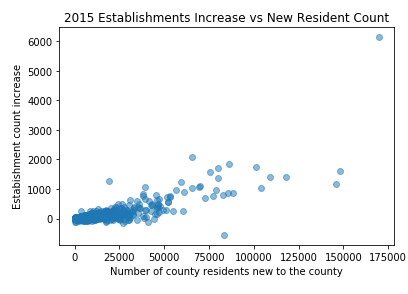 2015 Establishments Increase vs New Resident Count
6000
5000
4000
3000
2000
1000
0
Establishment count increase
0 25000 50000 75000 100000 125000 150000 175000
Number of county residents new to the county